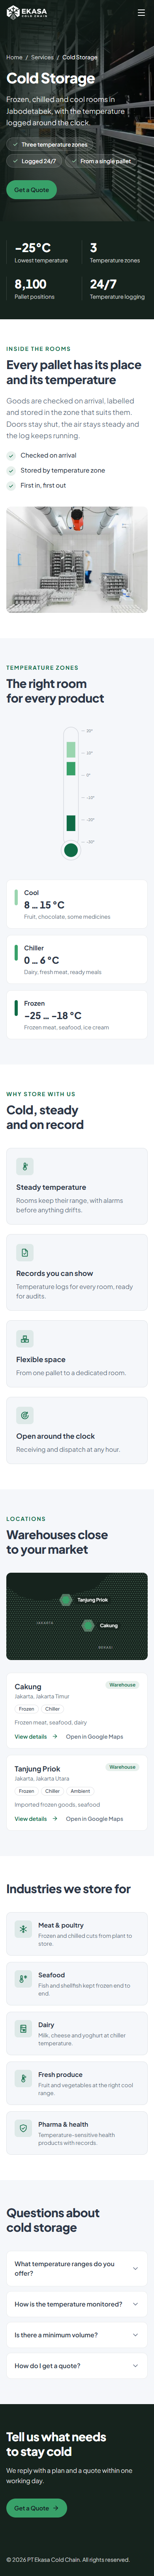 EKASA
COLD CHAIN
Home / Services / Cold Storage
Cold Storage
Frozen, chilled and cool rooms in
Jabodetabek, with the temperature
logged around the clock.
Three temperature zones
Logged 24/7
From a single pallet
Get a Quote
-25°C
Lowest temperature
3
Temperature zones
8,100
Pallet positions
24/7
Temperature logging
INSIDE THE ROOMS
Every pallet has its place
and its temperature
Goods are checked on arrival, labelled
and stored in the zone that suits them.
Doors stay shut, the air stays steady and
the log keeps running.
Checked on arrival
Stored by temperature zone
First in, first out
TEMPERATURE ZONES
The right room
for every product
20°
10°
0°
-10°
-20°
-30°
Cool
8 … 15 °C
Fruit, chocolate, some medicines
Chiller
0 … 6 °C
Dairy, fresh meat, ready meals
Frozen
-25 … -18 °C
Frozen meat, seafood, ice cream
WHY STORE WITH US
Cold, steady
and on record
Steady temperature
Rooms keep their range, with alarms
before anything drifts.
Records you can show
Temperature logs for every room, ready
for audits.
Flexible space
From one pallet to a dedicated room.
Open around the clock
Receiving and dispatch at any hour.
LOCATIONS
Warehouses close
to your market
Tanjung Priok
JAKARTA
Cakung
BEKASI
Cakung
Warehouse
Jakarta, Jakarta Timur
Frozen
Chiller
Frozen meat, seafood, dairy
View details
Open in Google Maps
Tanjung Priok
Warehouse
Jakarta, Jakarta Utara
Frozen
Chiller
Ambient
Imported frozen goods, seafood
View details
Open in Google Maps
Industries we store for
Meat & poultry
Frozen and chilled cuts from plant to
store.
Seafood
Fish and shellfish kept frozen end to
end.
Dairy
Milk, cheese and yoghurt at chiller
temperature.
Fresh produce
Fruit and vegetables at the right cool
range.
Pharma & health
Temperature-sensitive health
products with records.
Questions about
cold storage
What temperature ranges do you
offer?
How is the temperature monitored?
Is there a minimum volume?
How do I get a quote?
Tell us what needs
to stay cold
We reply with a plan and a quote within one
working day.
Get a Quote
© 2026 PT Ekasa Cold Chain. All rights reserved.